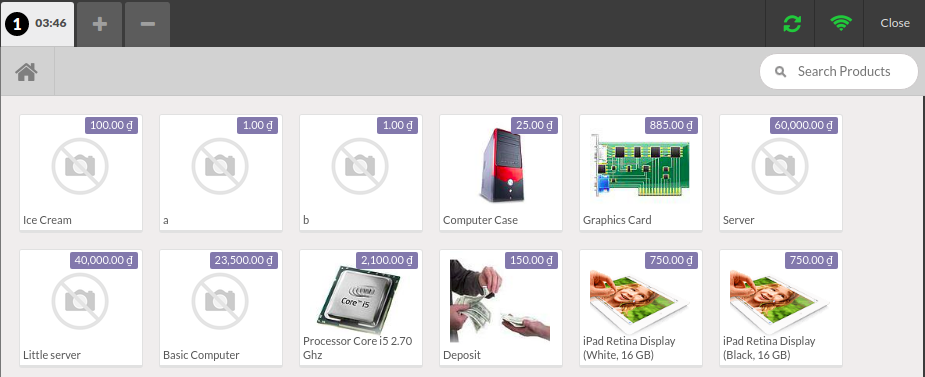 1 03:46
Close
Search Products
100.00 ₫
1.00 ₫
1.00 ₫
25.00 ₫
885.00 ₫
60,000.00 ₫
Ice Cream
a
b
Computer Case
Graphics Card
Server
40,000.00 ₫
23,500.00 ₫
2,100.00 ₫
150.00 ₫
750.00 ₫
750.00 ₫
Core™ i5
Little server
Basic Computer
Processor Core i5 2.70
Ghz
Deposit
iPad Retina Display
(White, 16 GB)
iPad Retina Display
(Black, 16 GB)